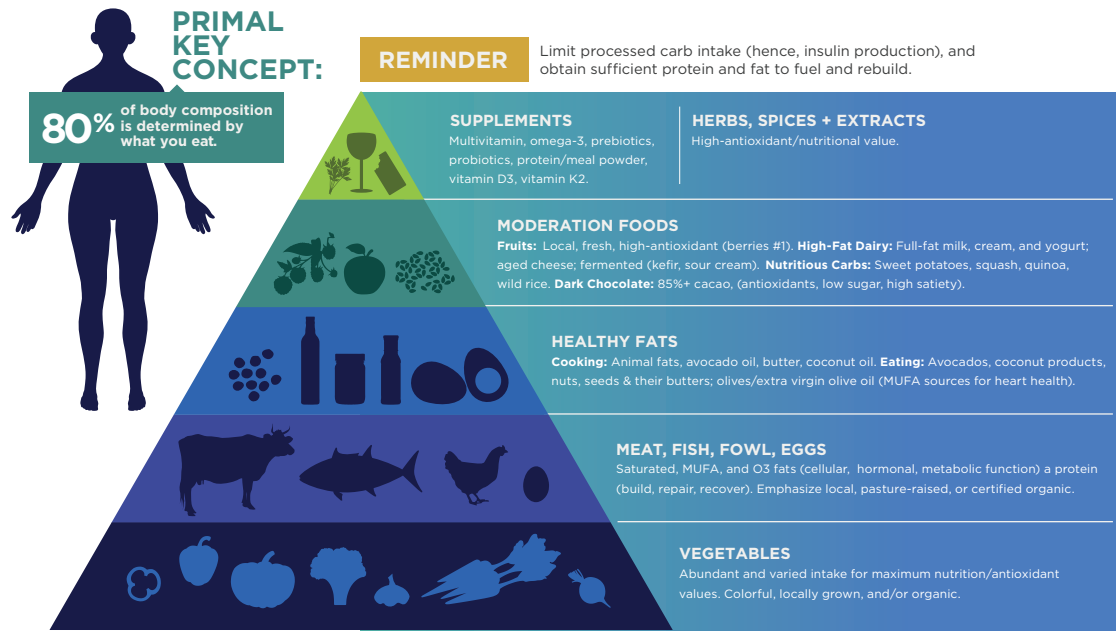 PRIMAL
KEY
CONCEPT:
80% of body composition
is determined by
what you eat.
REMINDER
Limit processed carb intake (hence, insulin production), and
obtain sufficient protein and fat to fuel and rebuild.
SUPPLEMENTS
Multivitamin, omega-3, prebiotics,
probiotics, protein/meal powder,
vitamin D3, vitamin K2.
HERBS, SPICES + EXTRACTS
High-antioxidant/nutritional value.
MODERATION FOODS
Fruits: Local, fresh, high-antioxidant (berries #1). High-Fat Dairy: Full-fat milk, cream, and yogurt;
aged cheese; fermented (kefir, sour cream). Nutritious Carbs: Sweet potatoes, squash, quinoa,
wild rice. Dark Chocolate: 85%+ cacao, (antioxidants, low sugar, high satiety).
HEALTHY FATS
Cooking: Animal fats, avocado oil, butter, coconut oil. Eating: Avocados, coconut products,
nuts, seeds & their butters; olives/extra virgin olive oil (MUFA sources for heart health).
MEAT, FISH, FOWL, EGGS
Saturated, MUFA, and O3 fats (cellular, hormonal, metabolic function) a protein
(build, repair, recover). Emphasize local, pasture-raised, or certified organic.
VEGETABLES
Abundant and varied intake for maximum nutrition/antioxidant
values. Colorful, locally grown, and/or organic.